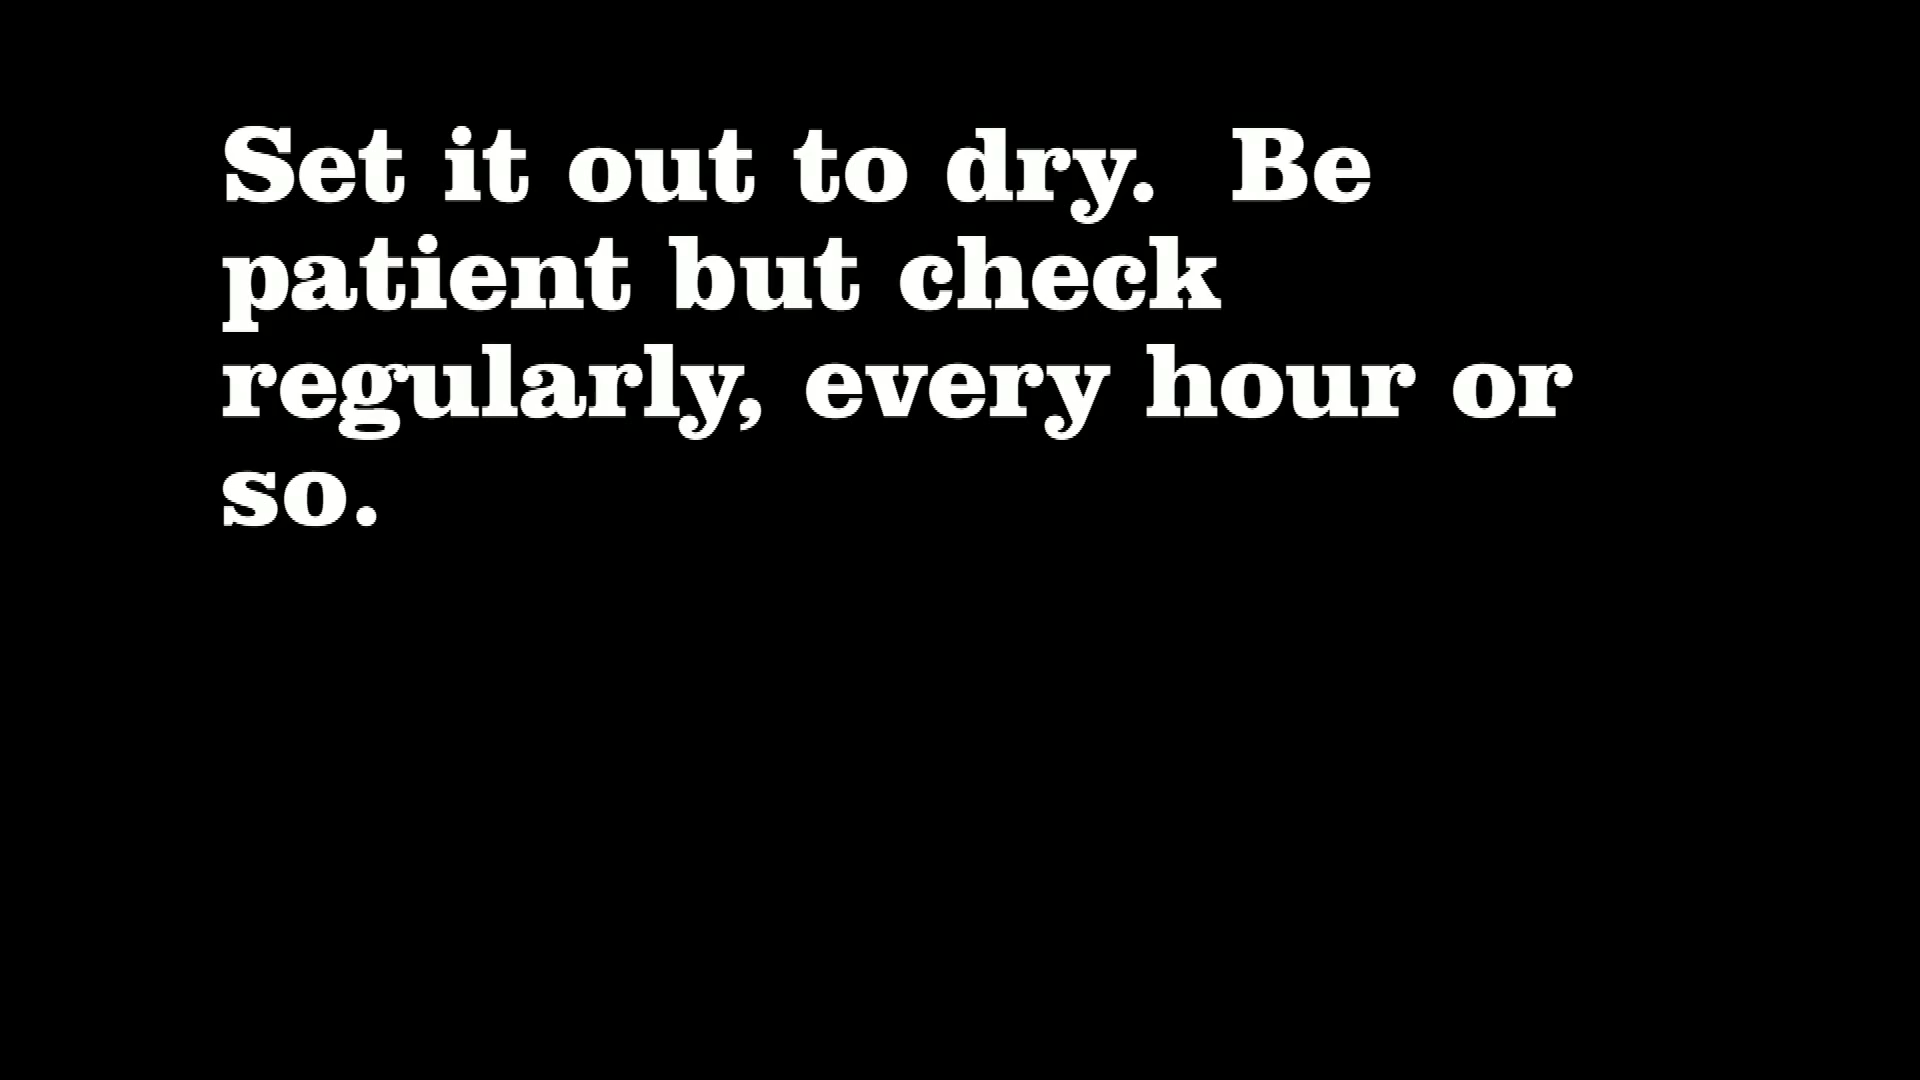 Set it out to dry.  Be
patient but check
regularly, every hour or
so.